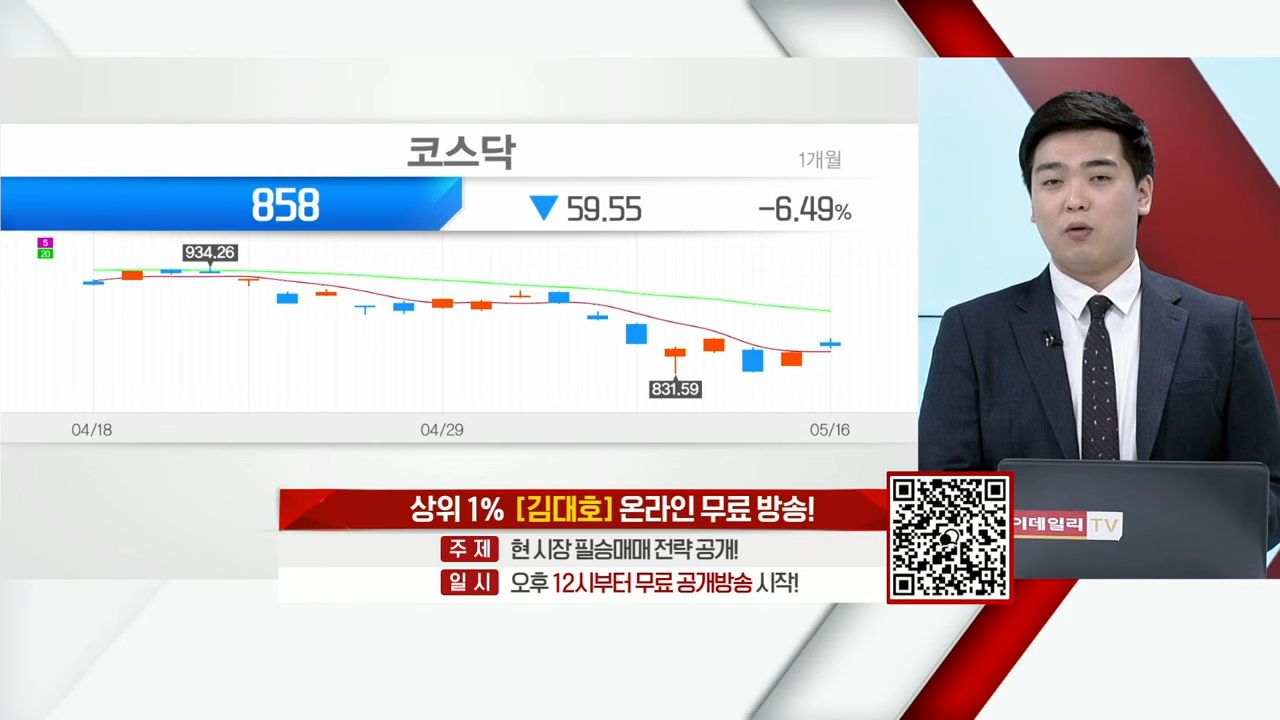 코스닥
1개월
858
▼ 59.55
-6.49%
5
20
934.26
831.59
04/18
04/29
05/16
상위 1% [김대호] 온라인 무료 방송!
주 제 현 시장 필승매매 전략 공개!
일 시 오후 12시부터 무료 공개방송 시작!
이데일리 TV